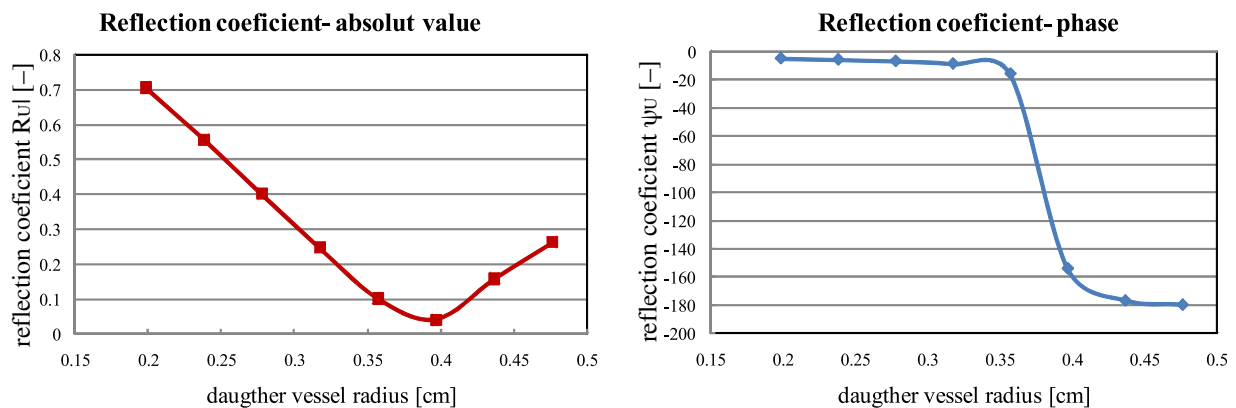 Reflection coeficient- absolut value
reflection coeficient RU| [–]
0.8
0.7
0.6
0.5
0.4
0.3
0.2
0.1
0
0.15 0.2 0.25 0.3 0.35 0.4 0.45 0.5
daugther vessel radius [cm]
Reflection coeficient- phase
reflection coeficient ψU [–]
0
-20
-40
-60
-80
-100
-120
-140
-160
-180
-200
0.15 0.2 0.25 0.3 0.35 0.4 0.45 0.5
daugther vessel radius [cm]